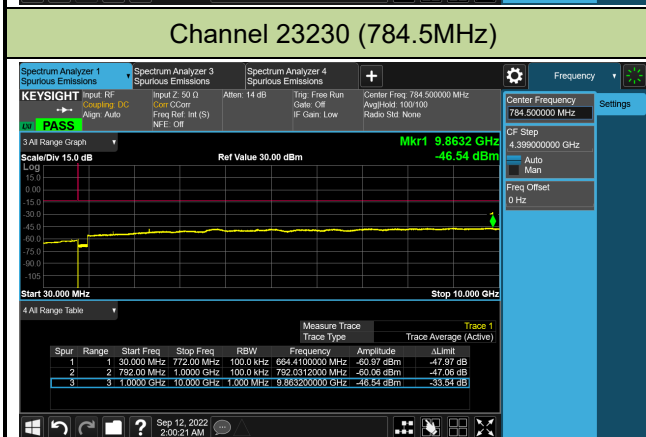 Channel 23230 (784.5MHz)
Spectrum Analyzer 1
Spurious Emissions
Spectrum Analyzer 3
Spurious Emissions
Spectrum Analyzer 4
Spurious Emissions
+
Frequency
KEYSIGHT
Input: RF
Coupling: DC
Align: Auto
Input Z: 50 Ω
Corr CCorr
Freq Ref: Int (S)
NFE: Off
Atten: 14 dB
Trig: Free Run
Gate: Off
IF Gain: Low
Center Freq: 784.500000 MHz
Avg|Hold: 100/100
Radio Std: None
PASS
Center Frequency
784.500000 MHz
Settings
CF Step
4.399000000 GHz
Auto
Man
Freq Offset
0 Hz
3 All Range Graph
Mkr1 9.8632 GHz
Scale/Div 15.0 dB
Ref Value 30.00 dBm
-46.54 dBm
Log
15.0
0.00
-15.0
-30.0
-45.0
-60.0
-75.0
-90.0
-105
1
Start 30.000 MHz
Stop 10.000 GHz
4 All Range Table
Measure Trace Trace 1
Trace Type Trace Average (Active)
Spur Range Start Freq Stop Freq RBW Frequency Amplitude ΔLimit
1 1 30.000 MHz 772.00 MHz 100.0 kHz 664.4100000 MHz -60.97 dBm -47.97 dB
2 2 792.00 MHz 1.0000 GHz 100.0 kHz 792.0312000 MHz -60.06 dBm -47.06 dB
3 3 1.0000 GHz 10.000 GHz 1.000 MHz 9.863200000 GHz -46.54 dBm -33.54 dB
?
Sep 12, 2022
2:00:21 AM